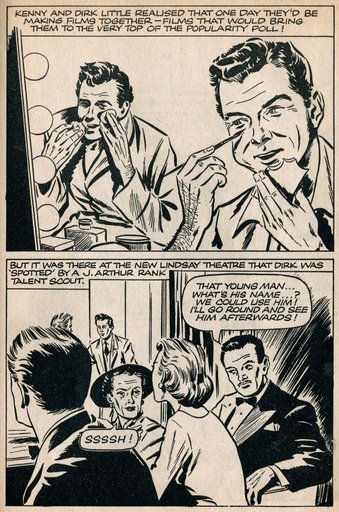 KENNY AND DIRK LITTLE REALISED THAT ONE DAY THEY'D BE
MAKING FILMS TOGETHER — FILMS THAT WOULD BRING
THEM TO THE VERY TOP OF THE POPULARITY POLL!
BUT IT WAS THERE AT THE NEW LINDSAY THEATRE THAT DIRK WAS
'SPOTTED' BY A J. ARTHUR RANK
TALENT SCOUT.
THAT YOUNG MAN...
WHAT'S HIS NAME...?
WE COULD USE HIM!
I'LL GO ROUND AND SEE
HIM AFTERWARDS!
SSSSH!